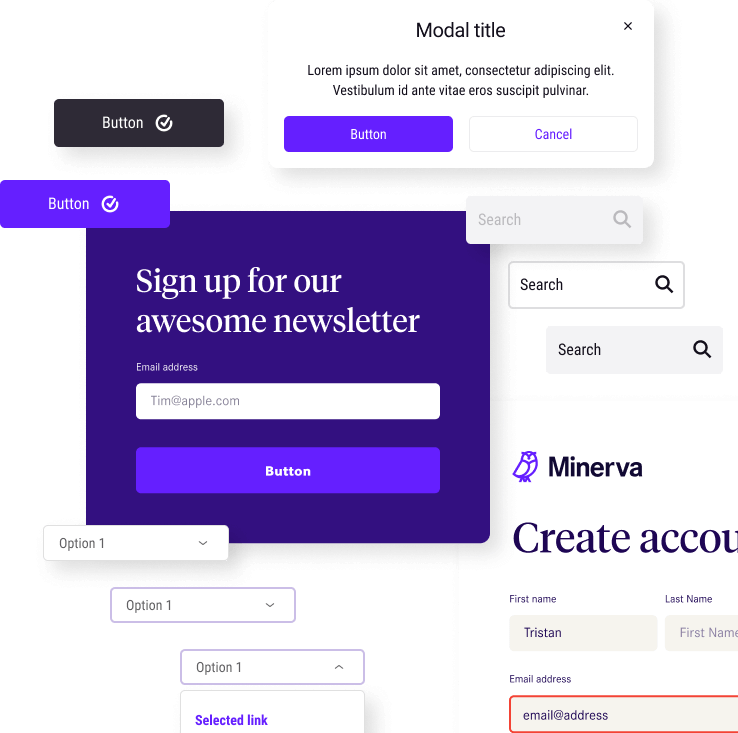 Modal title
Lorem ipsum dolor sit amet, consectetur adipiscing elit.
Vestibulum id ante vitae eros suscipit pulvinar.
Button
Cancel
Button
Button
Search
Sign up for our
awesome newsletter
Email address
Tim@apple.com
Button
Search
Search
Option 1
Option 1
Option 1
Selected link
Minerva
Create accou
First name
Last Name
Tristan
First Name
Email address
email@address